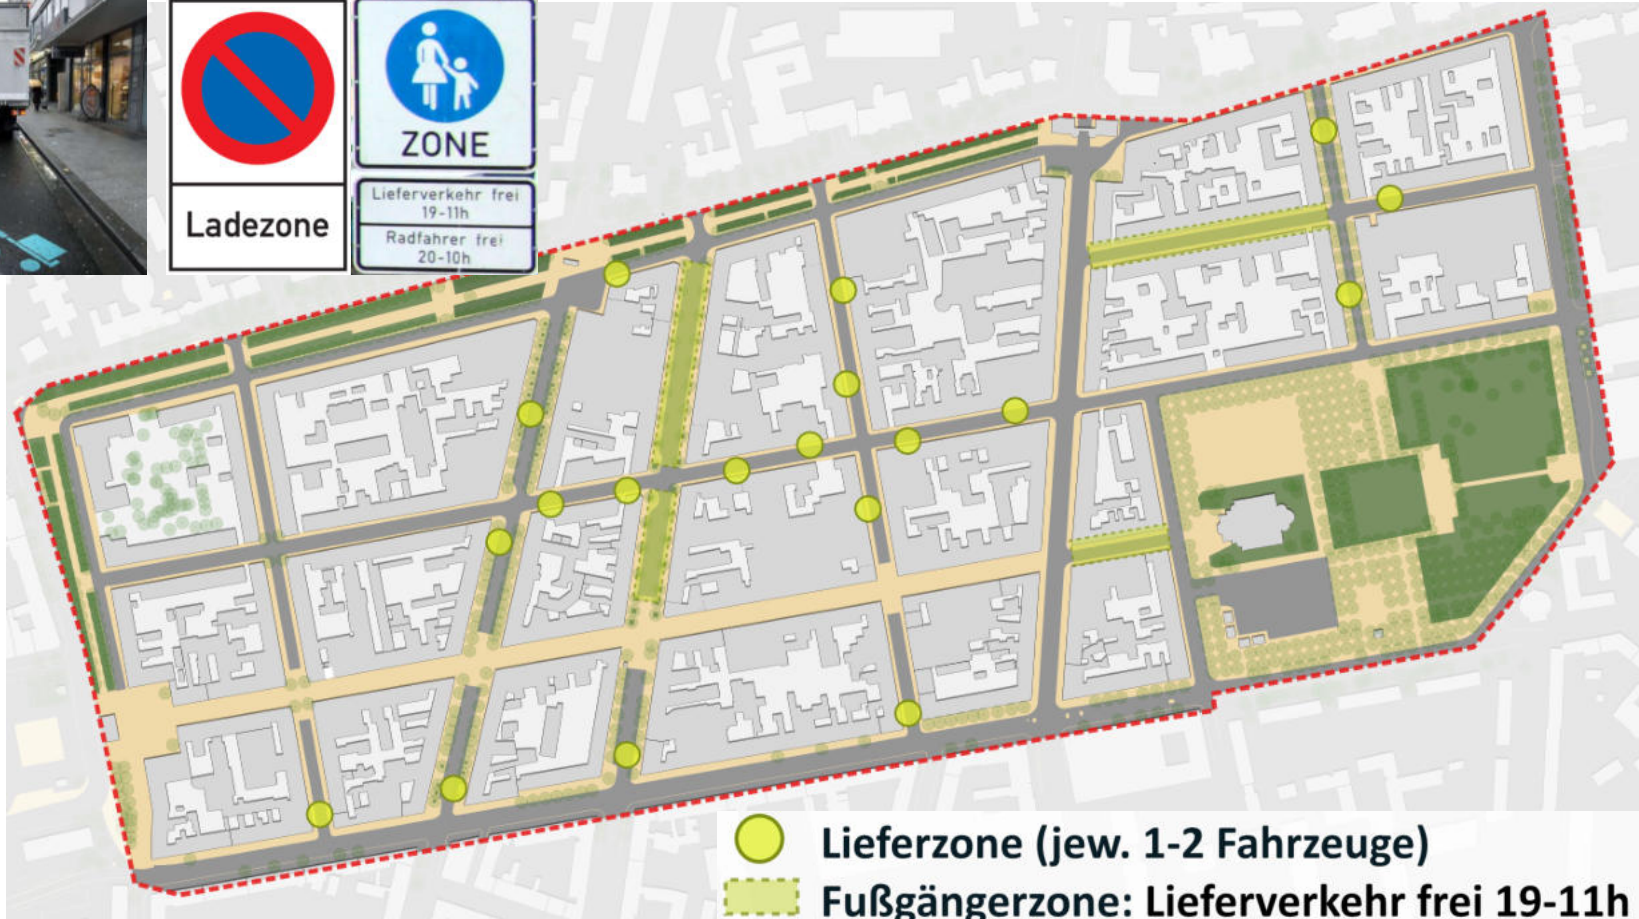 Ladezone
ZONE
Lieferverkehr frei
19-11h
Radfahrer frei
20-10h
Lieferzone (jew. 1-2 Fahrzeuge)
Fußgängerzone: Lieferverkehr frei 19-11h